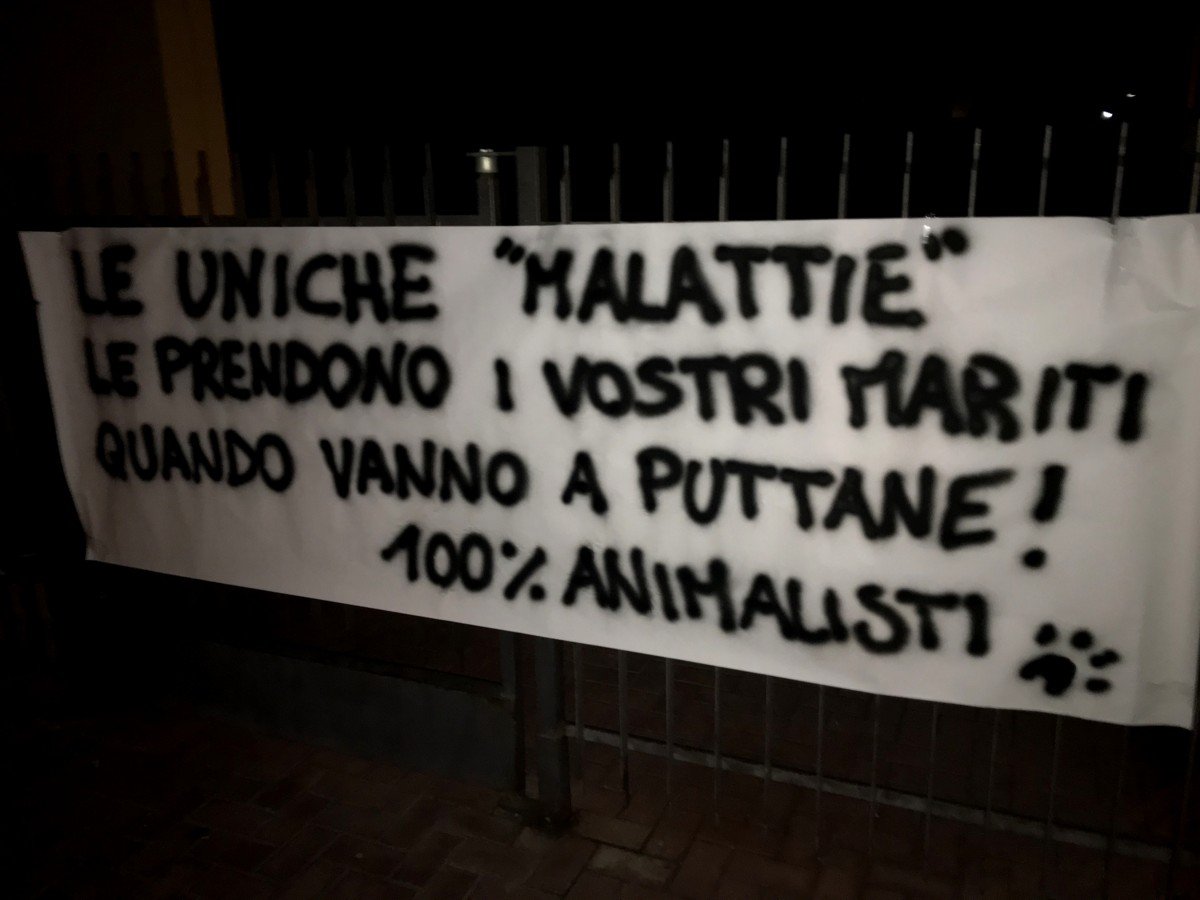 LE UNICHE "MALATTIE"
LE PRENDONO I VOSTRI MARITI
QUANDO VANNO A PUTTANE!
100% ANIMALISTI